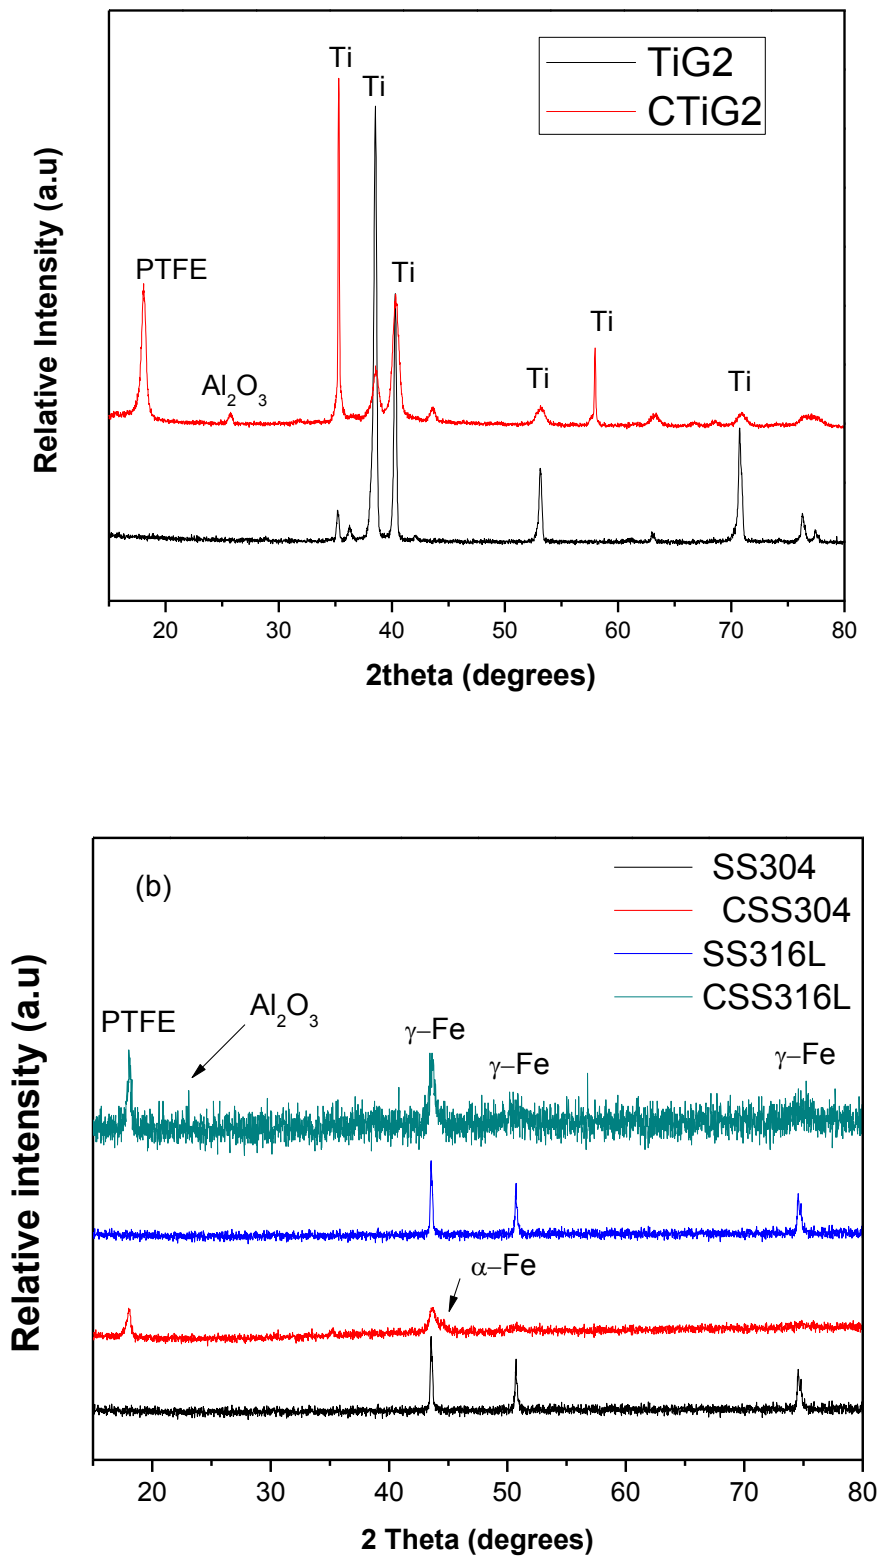 Ti
Ti
TiG2
CTiG2
PTFE
Ti
Ti
Al₂O₃
Ti
Ti
Relative Intensity (a.u)
20 30 40 50 60 70 80
2theta (degrees)
(b)
SS304
CSS304
SS316L
CSS316L
PTFE
Al₂O₃
γ–Fe
γ–Fe
γ–Fe
α–Fe
Relative intensity (a.u)
20 30 40 50 60 70 80
2 Theta (degrees)